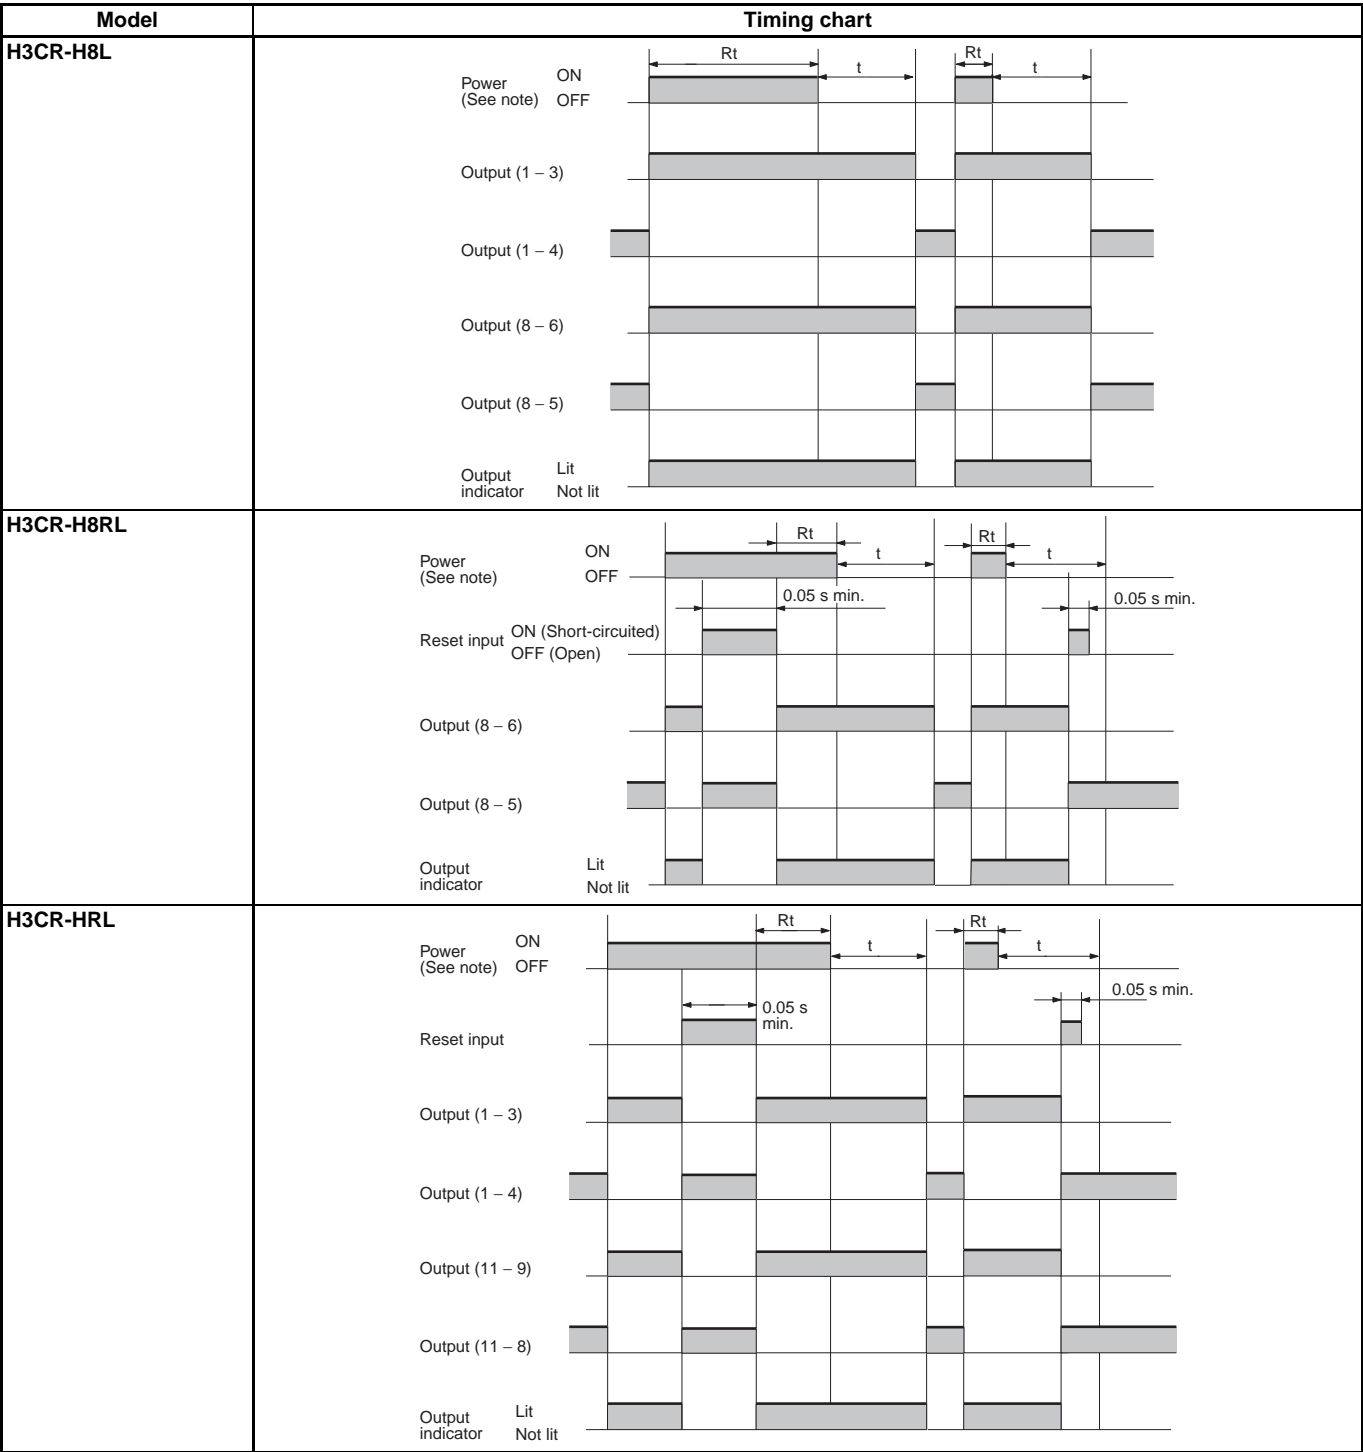 Model Timing chart
H3CR-H8L
Rt Rt
t t
Power ON
(See note) OFF
Output (1 – 3)
Output (1 – 4)
Output (8 – 6)
Output (8 – 5)
Output Lit
indicator Not lit
H3CR-H8RL
Rt Rt
t t
Power ON
(See note) OFF
0.05 s min. 0.05 s min.
Reset input ON (Short-circuited)
OFF (Open)
Output (8 – 6)
Output (8 – 5)
Output Lit
indicator Not lit
H3CR-HRL
Rt Rt
t t
Power ON
(See note) OFF
0.05 s 0.05 s min.
min.
Reset input
Output (1 – 3)
Output (1 – 4)
Output (11 – 9)
Output (11 – 8)
Output Lit
indicator Not lit